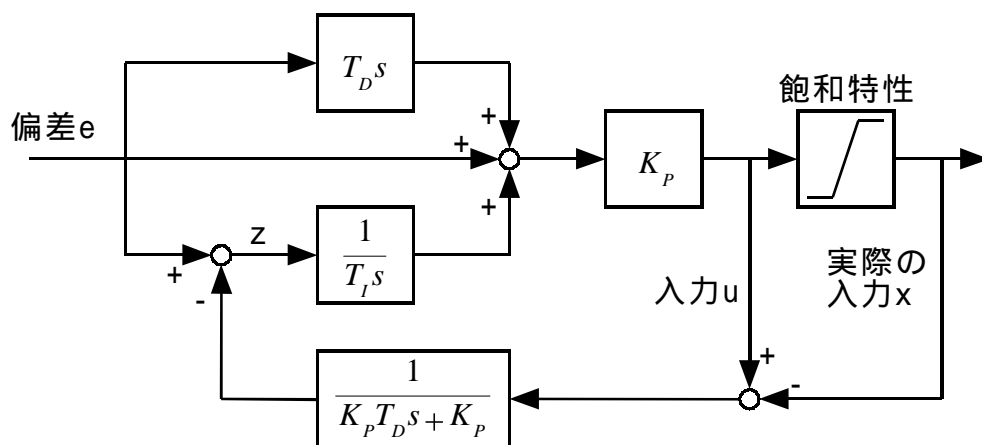 T_D s
飽和特性
偏差e
+
+
K_P
+
z
1
T_I s
+
-
入力u
実際の
入力x
+
-
1
K_P T_D s + K_P